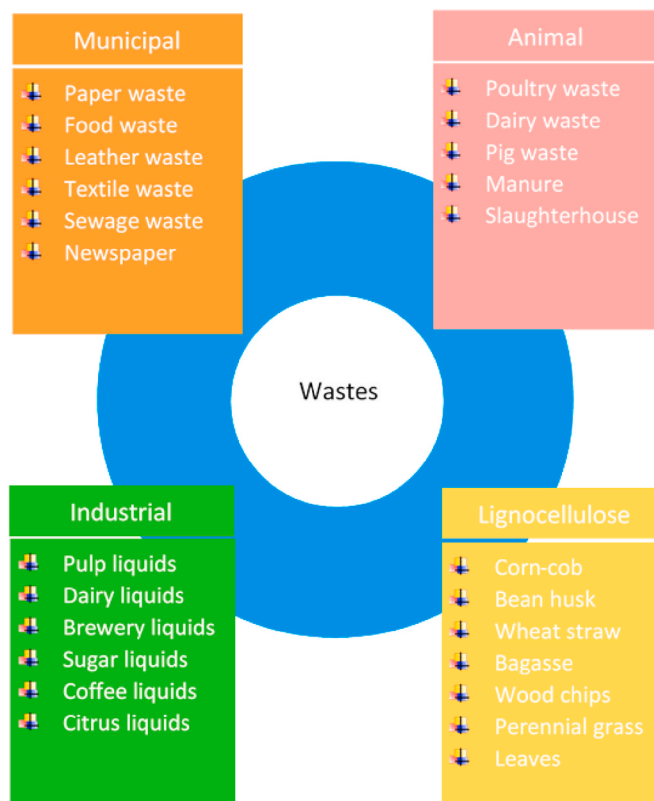 Municipal
Paper waste
Food waste
Leather waste
Textile waste
Sewage waste
Newspaper
Animal
Poultry waste
Dairy waste
Pig waste
Manure
Slaughterhouse
Wastes
Industrial
Pulp liquids
Dairy liquids
Brewery liquids
Sugar liquids
Coffee liquids
Citrus liquids
Lignocellulose
Corn-cob
Bean husk
Wheat straw
Bagasse
Wood chips
Perennial grass
Leaves